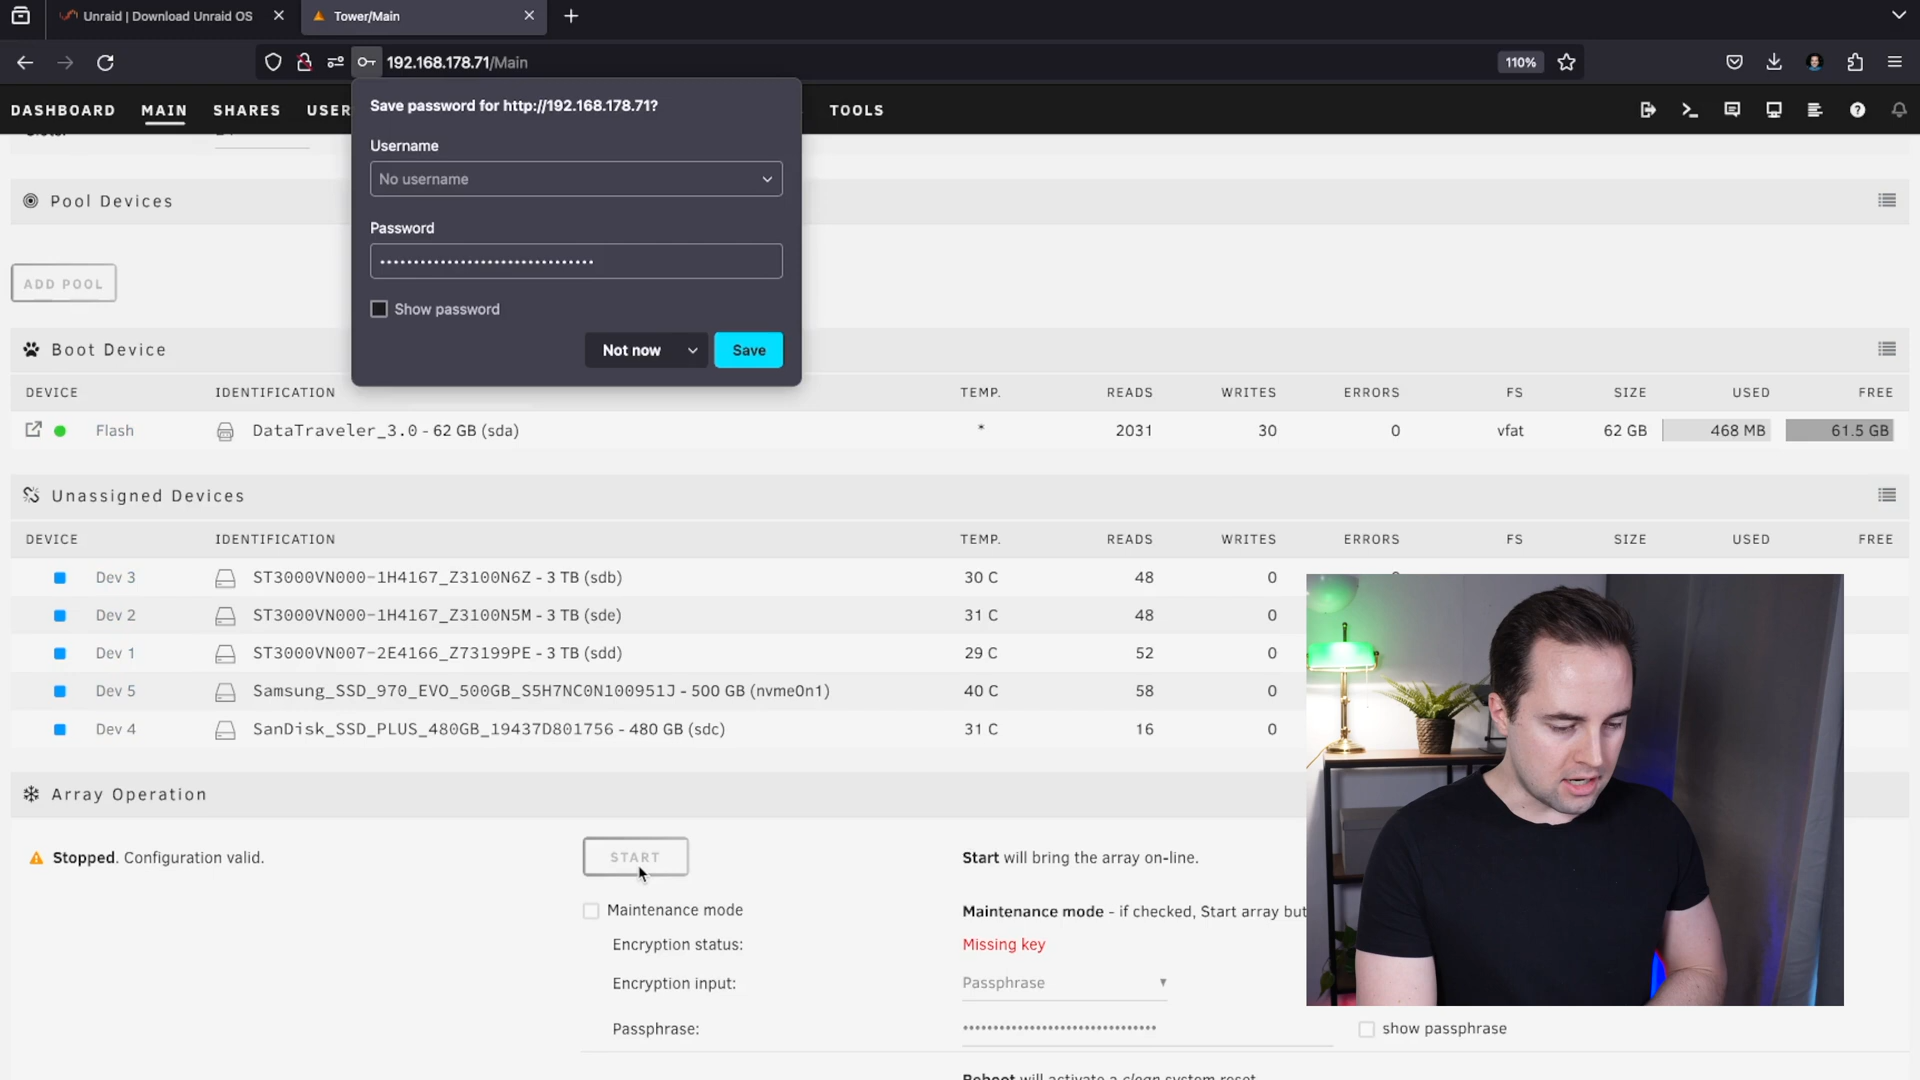 Unraid | Download Unraid OS
Tower/Main
192.168.178.71/Main
110%
DASHBOARD MAIN SHARES USER TOOLS
Save password for http://192.168.178.71?
Username
No username
Password
Show password
Not now Save
Pool Devices
ADD POOL
Boot Device
DEVICE IDENTIFICATION TEMP. READS WRITES ERRORS FS SIZE USED FREE
Flash DataTraveler_3.0 - 62 GB (sda) * 2031 30 0 vfat 62 GB 468 MB 61.5 GB
Unassigned Devices
DEVICE IDENTIFICATION TEMP. READS WRITES ERRORS FS SIZE USED FREE
Dev 3 ST3000VN000-1H4167_Z3100N6Z - 3 TB (sdb) 30 C 48 0
Dev 2 ST3000VN000-1H4167_Z3100N5M - 3 TB (sde) 31 C 48 0
Dev 1 ST3000VN007-2E4166_Z73199PE - 3 TB (sdd) 29 C 52 0
Dev 5 Samsung_SSD_970_EVO_500GB_S5H7NC0N100951J - 500 GB (nvme0n1) 40 C 58 0
Dev 4 SanDisk_SSD_PLUS_480GB_19437D801756 - 480 GB (sdc) 31 C 16 0
Array Operation
Stopped. Configuration valid. START Start will bring the array on-line.
Maintenance mode Maintenance mode - if checked, Start array but
Encryption status: Missing key
Encryption input: Passphrase
Passphrase: show passphrase
Reboot will activate a clean system reset.